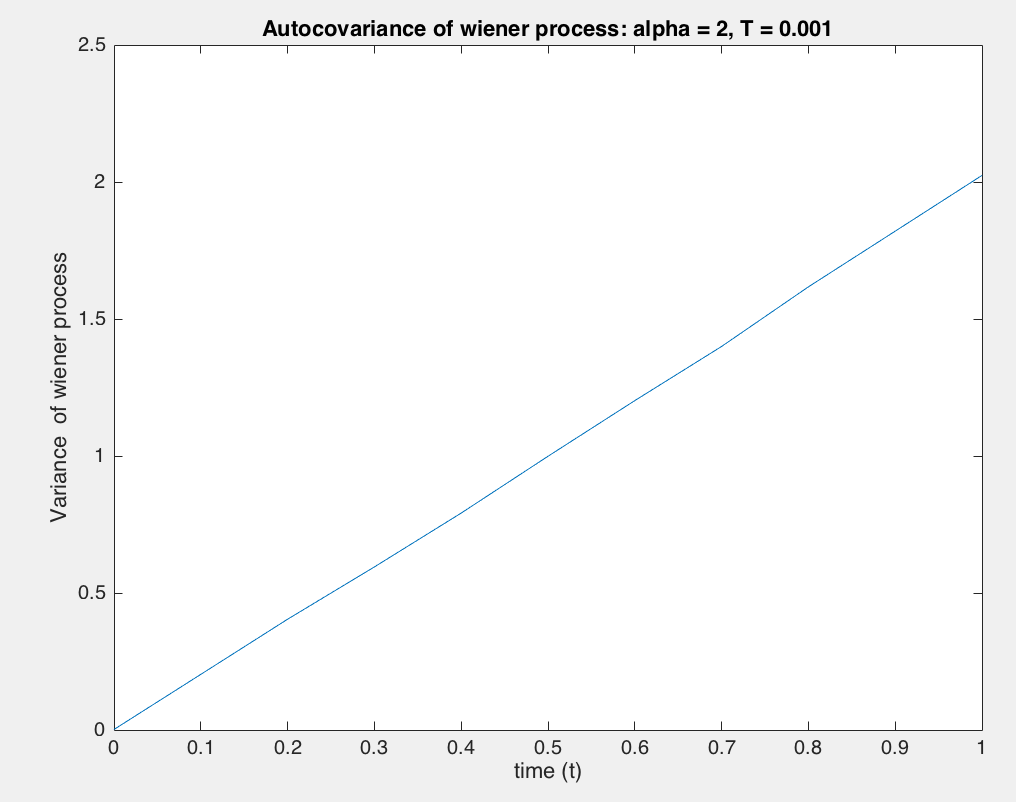 Autocovariance of wiener process: alpha = 2, T = 0.001
2.5
2
1.5
1
0.5
0
Variance  of wiener process
0 0.1 0.2 0.3 0.4 0.5 0.6 0.7 0.8 0.9 1
time (t)